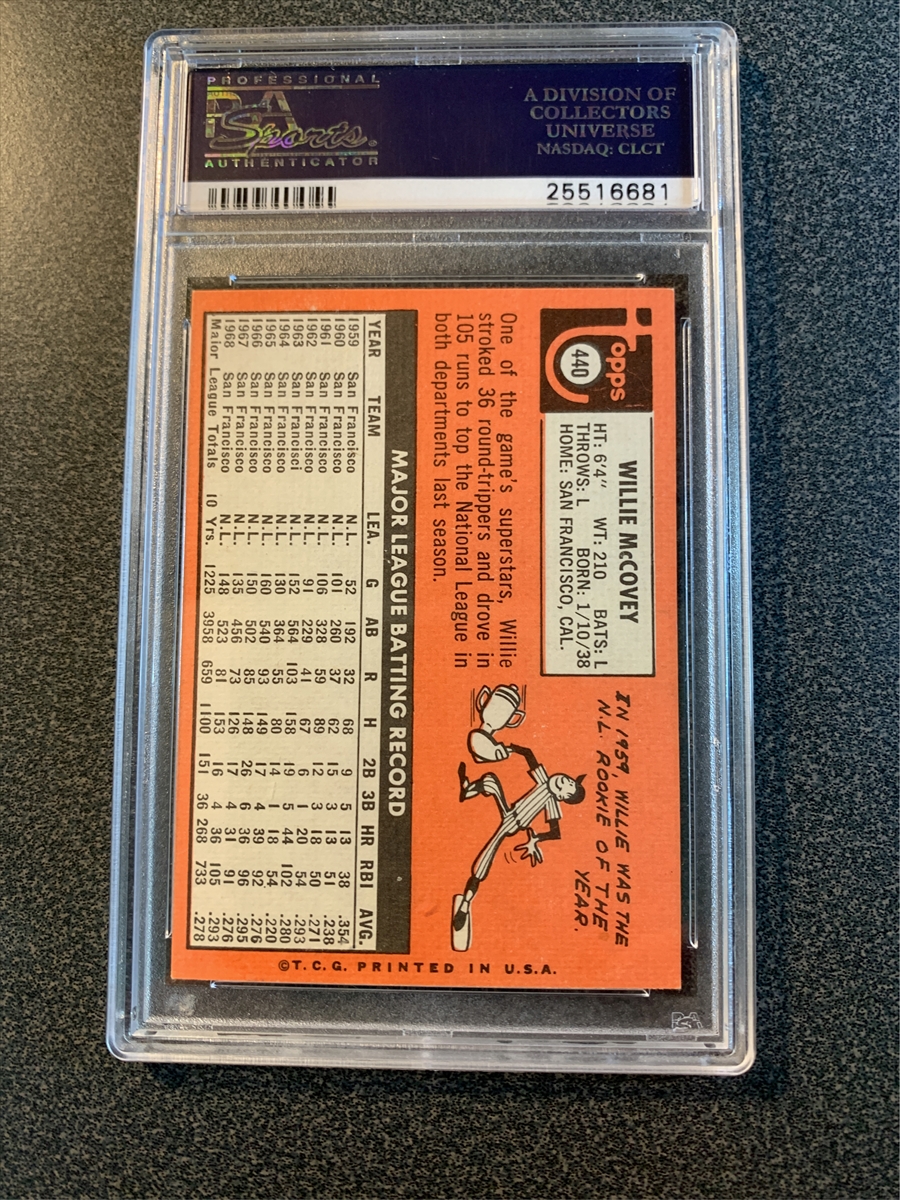 PROFESSIONAL
PSA
Sports.
AUTHENTICATOR
A DIVISION OF
COLLECTORS
UNIVERSE
NASDAQ: CLCT
25516681
Topps
440
WILLIE McCOVEY
HT: 6'4" WT: 210 BATS: L
THROWS: L BORN: 1/10/38
HOME: SAN FRANCISCO, CAL.
IN 1959, WILLIE WAS THE
N.L. ROOKIE OF THE
YEAR.
One of the game's superstars, Willie
stroked 36 round-trippers and drove in
105 runs to top the National League in
both departments last season.
MAJOR LEAGUE BATTING RECORD
YEAR TEAM LEA. G AB R H 2B 3B HR RBI AVG.
1959 San Francisco N.L. 52 192 32 68 9 5 13 38 .354
1960 San Francisco N.L. 101 260 37 62 15 3 13 51 .238
1961 San Francisco N.L. 106 328 59 89 12 3 18 50 .271
1962 San Francisco N.L. 91 229 41 67 6 1 20 54 .293
1963 San Francisco N.L. 152 564 103 158 19 5 44 102 .280
1964 San Francisco N.L. 130 364 55 80 14 1 18 54 .220
1965 San Francisco N.L. 160 540 93 149 17 4 39 92 .276
1966 San Francisco N.L. 150 502 85 148 26 6 36 96 .295
1967 San Francisco N.L. 135 456 73 126 17 4 31 91 .276
1968 San Francisco N.L. 148 523 81 153 16 4 36 105 .293
Major League Totals 10 Yrs. 1225 3958 659 1100 151 36 268 733 .278
©T.C.G. PRINTED IN U.S.A.